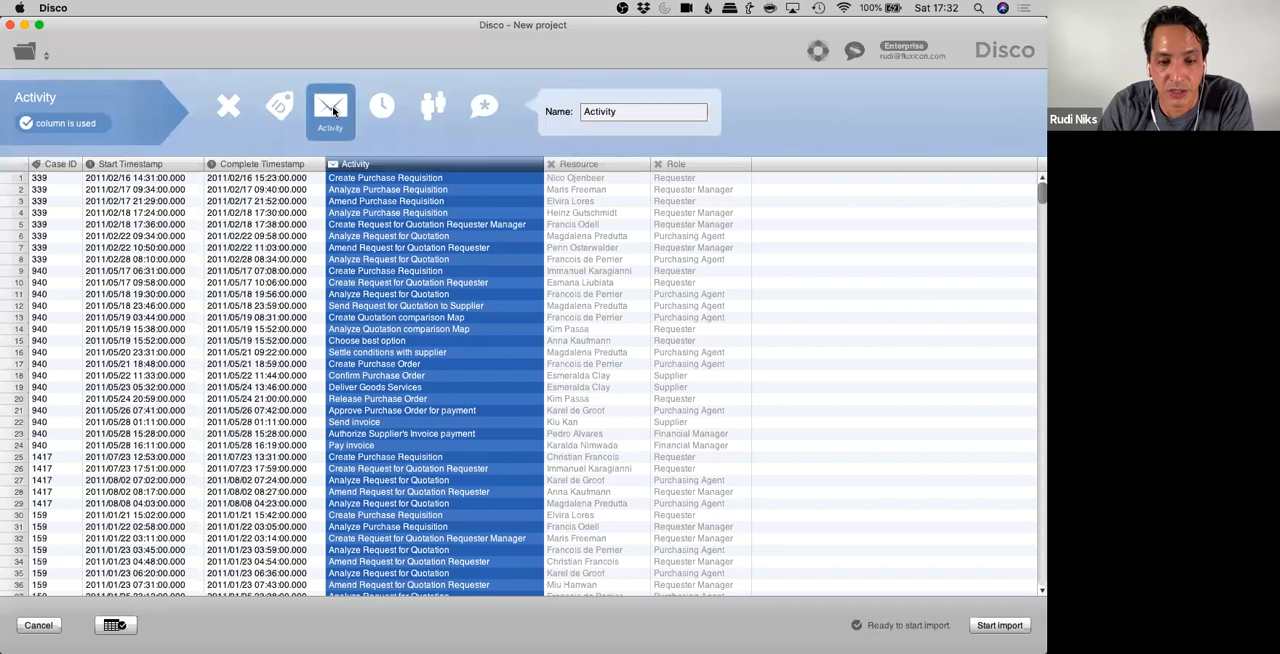 Disco
100%
Sat 17:32
Disco - New project
Enterprise
rudi@fluxicon.com
Disco
Activity
column is used
ID
Activity
Name: Activity
Rudi Niks
Case ID Start Timestamp Complete Timestamp Activity Resource Role
1 339 2011/02/16 14:31:00.000 2011/02/16 15:23:00.000 Create Purchase Requisition Nico Ojenbeer Requester
2 339 2011/02/17 09:34:00.000 2011/02/17 09:40:00.000 Analyze Purchase Requisition Maris Freeman Requester Manager
3 339 2011/02/17 21:29:00.000 2011/02/17 21:52:00.000 Amend Purchase Requisition Elvira Lores Requester
4 339 2011/02/18 17:24:00.000 2011/02/18 17:30:00.000 Analyze Purchase Requisition Heinz Gutschmidt Requester Manager
5 339 2011/02/18 17:36:00.000 2011/02/18 17:38:00.000 Create Request for Quotation Requester Manager Francis Odell Requester Manager
6 339 2011/02/22 09:34:00.000 2011/02/22 09:58:00.000 Analyze Request for Quotation Magdalena Predutta Purchasing Agent
7 339 2011/02/22 10:50:00.000 2011/02/22 11:03:00.000 Amend Request for Quotation Requester Penn Osterwalder Requester Manager
8 339 2011/02/28 08:10:00.000 2011/02/28 08:34:00.000 Analyze Request for Quotation Francois de Perrier Purchasing Agent
9 940 2011/05/17 06:31:00.000 2011/05/17 07:08:00.000 Create Purchase Requisition Immanuel Karagianni Requester
10 940 2011/05/17 09:58:00.000 2011/05/17 10:06:00.000 Create Request for Quotation Requester Esmana Liubiata Requester
11 940 2011/05/18 19:30:00.000 2011/05/18 19:56:00.000 Analyze Request for Quotation Francois de Perrier Purchasing Agent
12 940 2011/05/18 23:46:00.000 2011/05/18 23:59:00.000 Send Request for Quotation to Supplier Magdalena Predutta Purchasing Agent
13 940 2011/05/19 03:44:00.000 2011/05/19 08:31:00.000 Create Quotation comparison Map Francois de Perrier Purchasing Agent
14 940 2011/05/19 15:38:00.000 2011/05/19 15:52:00.000 Analyze Quotation comparison Map Kim Passa Requester
15 940 2011/05/19 15:52:00.000 2011/05/19 15:52:00.000 Choose best option Anna Kaufmann Requester
16 940 2011/05/20 23:31:00.000 2011/05/21 09:22:00.000 Settle conditions with supplier Magdalena Predutta Purchasing Agent
17 940 2011/05/21 18:48:00.000 2011/05/21 18:59:00.000 Create Purchase Order Francois de Perrier Purchasing Agent
18 940 2011/05/22 11:33:00.000 2011/05/22 11:44:00.000 Confirm Purchase Order Esmeralda Clay Supplier
19 940 2011/05/23 05:32:00.000 2011/05/24 13:46:00.000 Deliver Goods Services Esmeralda Clay Supplier
20 940 2011/05/24 20:59:00.000 2011/05/24 21:00:00.000 Release Purchase Order Kim Passa Requester
21 940 2011/05/26 07:41:00.000 2011/05/26 07:42:00.000 Approve Purchase Order for payment Karel de Groot Purchasing Agent
22 940 2011/05/28 01:11:00.000 2011/05/28 01:11:00.000 Send invoice Kiu Kan Supplier
23 940 2011/05/28 15:28:00.000 2011/05/28 15:28:00.000 Authorize Supplier's Invoice payment Pedro Alvares Financial Manager
24 940 2011/05/28 16:11:00.000 2011/05/28 16:19:00.000 Pay invoice Karalda Nimwada Financial Manager
25 1417 2011/07/23 12:53:00.000 2011/07/23 13:31:00.000 Create Purchase Requisition Christian Francois Requester
26 1417 2011/07/23 17:51:00.000 2011/07/23 17:59:00.000 Create Request for Quotation Requester Immanuel Karagianni Requester
27 1417 2011/08/02 07:02:00.000 2011/08/02 07:24:00.000 Analyze Request for Quotation Karel de Groot Purchasing Agent
28 1417 2011/08/02 08:17:00.000 2011/08/02 08:27:00.000 Amend Request for Quotation Requester Anna Kaufmann Requester
29 1417 2011/08/08 04:03:00.000 2011/08/08 04:23:00.000 Analyze Request for Quotation Magdalena Predutta Purchasing Agent
30 159 2011/01/21 15:02:00.000 2011/01/21 15:42:00.000 Create Purchase Requisition Elvira Lores Requester
31 159 2011/01/22 02:58:00.000 2011/01/22 03:05:00.000 Analyze Purchase Requisition Francis Odell Requester Manager
32 159 2011/01/22 03:11:00.000 2011/01/22 03:14:00.000 Create Request for Quotation Requester Manager Maris Freeman Requester Manager
33 159 2011/01/23 03:45:00.000 2011/01/23 03:59:00.000 Analyze Request for Quotation Francois de Perrier Purchasing Agent
34 159 2011/01/23 04:48:00.000 2011/01/23 04:54:00.000 Amend Request for Quotation Requester Christian Francois Requester
35 159 2011/01/23 06:20:00.000 2011/01/23 06:36:00.000 Analyze Request for Quotation Karel de Groot Purchasing Agent
36 159 2011/01/23 07:31:00.000 2011/01/23 07:43:00.000 Amend Request for Quotation Requester Miu Hanwan Requester Manager
Cancel
Ready to start import.
Start import